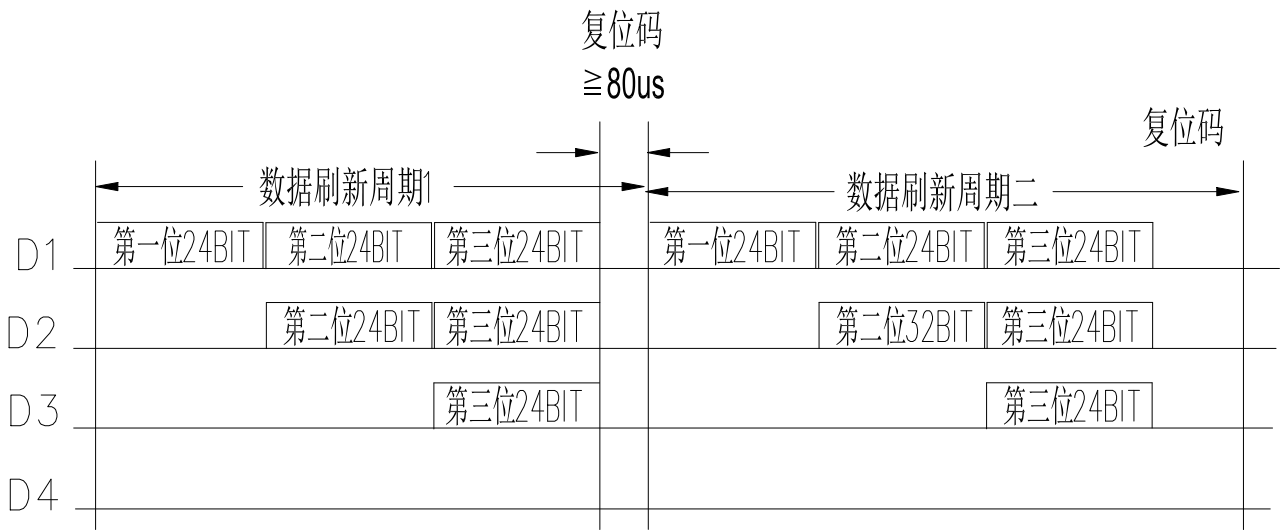 复位码
≧80us
复位码
数据刷新周期1
数据刷新周期二
D1 第一位24BIT 第二位24BIT 第三位24BIT 第一位24BIT 第二位24BIT 第三位24BIT
D2 第二位24BIT 第三位24BIT 第二位32BIT 第三位24BIT
D3 第三位24BIT 第三位24BIT
D4